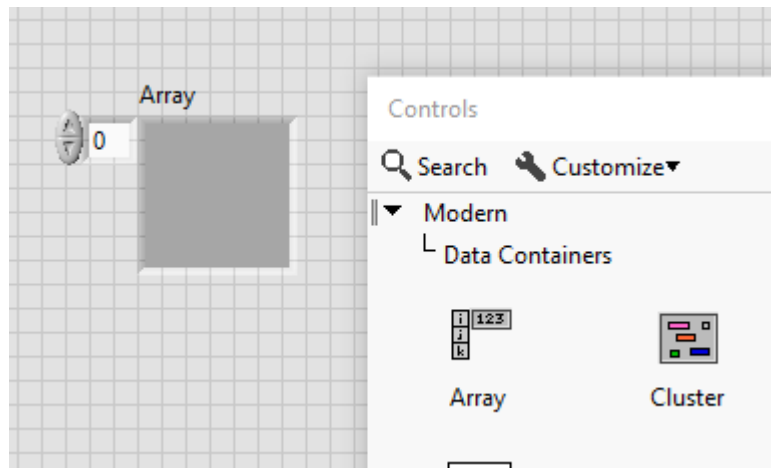 Array
0
Controls
Search Customize
Modern
Data Containers
i 123
j
k
Array Cluster